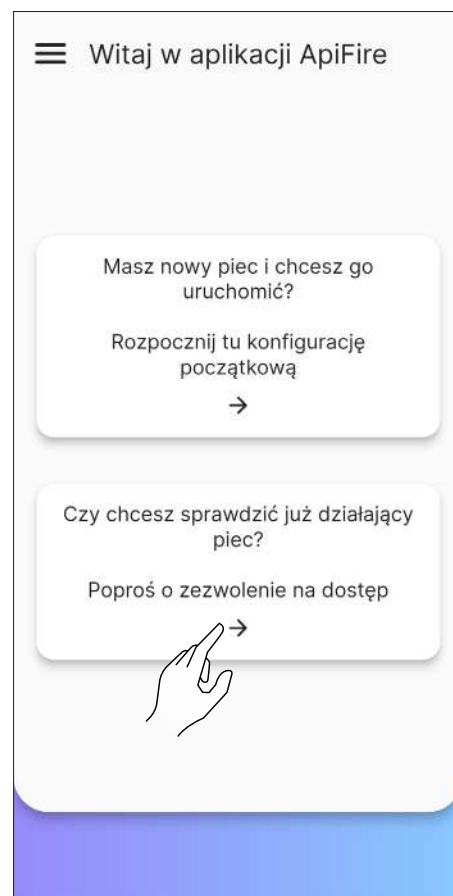 Witaj w aplikacji ApiFire
Masz nowy piec i chcesz go
uruchomić?
Rozpocznij tu konfigurację
początkową
Czy chcesz sprawdzić już działający
piec?
Poproś o zezwolenie na dostęp